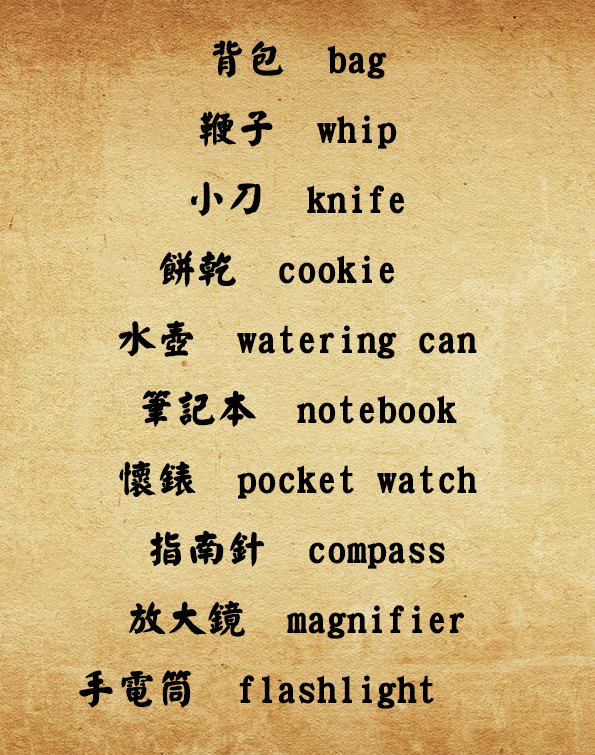 背包 bag
鞭子 whip
小刀 knife
餅乾 cookie
水壺 watering can
筆記本 notebook
懷錶 pocket watch
指南針 compass
放大鏡 magnifier
手電筒 flashlight